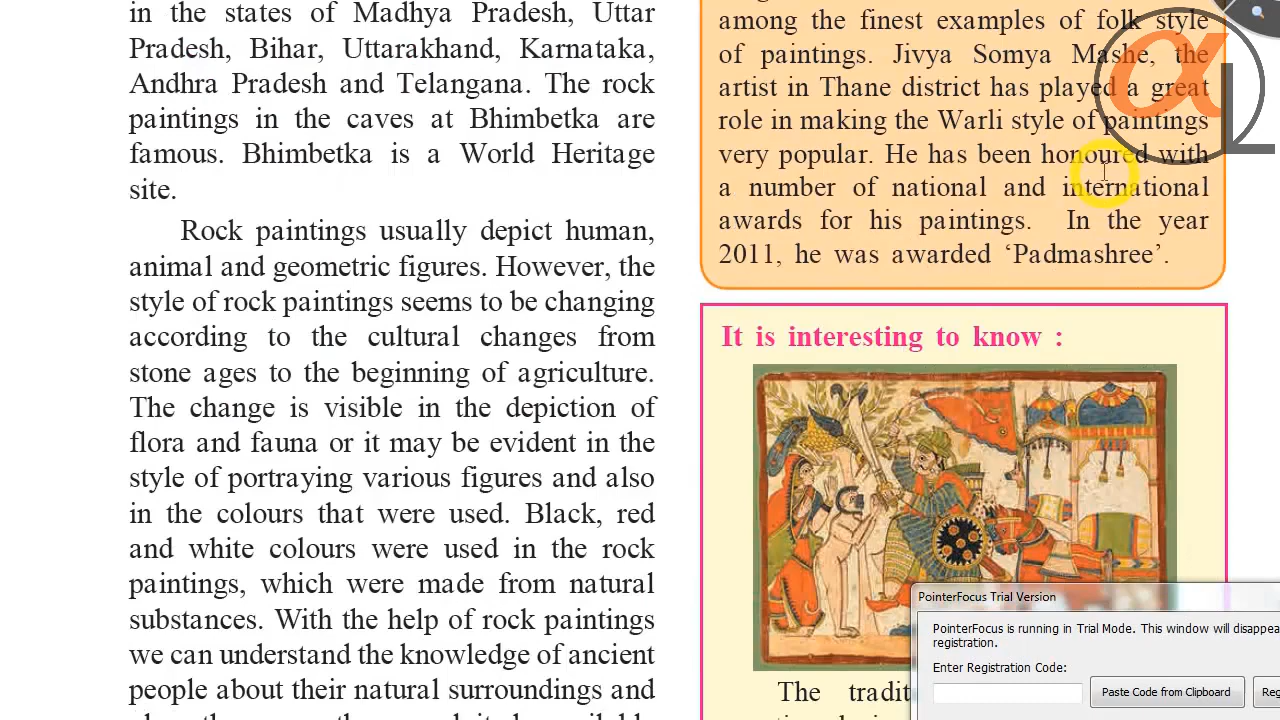 in the states of Madhya Pradesh, Uttar
Pradesh, Bihar, Uttarakhand, Karnataka,
Andhra Pradesh and Telangana. The rock
paintings in the caves at Bhimbetka are
famous. Bhimbetka is a World Heritage
site.
Rock paintings usually depict human,
animal and geometric figures. However, the
style of rock paintings seems to be changing
according to the cultural changes from
stone ages to the beginning of agriculture.
The change is visible in the depiction of
flora and fauna or it may be evident in the
style of portraying various figures and also
in the colours that were used. Black, red
and white colours were used in the rock
paintings, which were made from natural
substances. With the help of rock paintings
we can understand the knowledge of ancient
people about their natural surroundings and
among the finest examples of folk style
of paintings. Jivya Somya Mashe, the
artist in Thane district has played a great
role in making the Warli style of paintings
very popular. He has been honoured with
a number of national and international
awards for his paintings. In the year
2011, he was awarded ‘Padmashree’.
It is interesting to know :
The
PointerFocus Trial Version
PointerFocus is running in Trial Mode. This window will
registration.
Enter Registration Code:
Paste Code from Clipboard